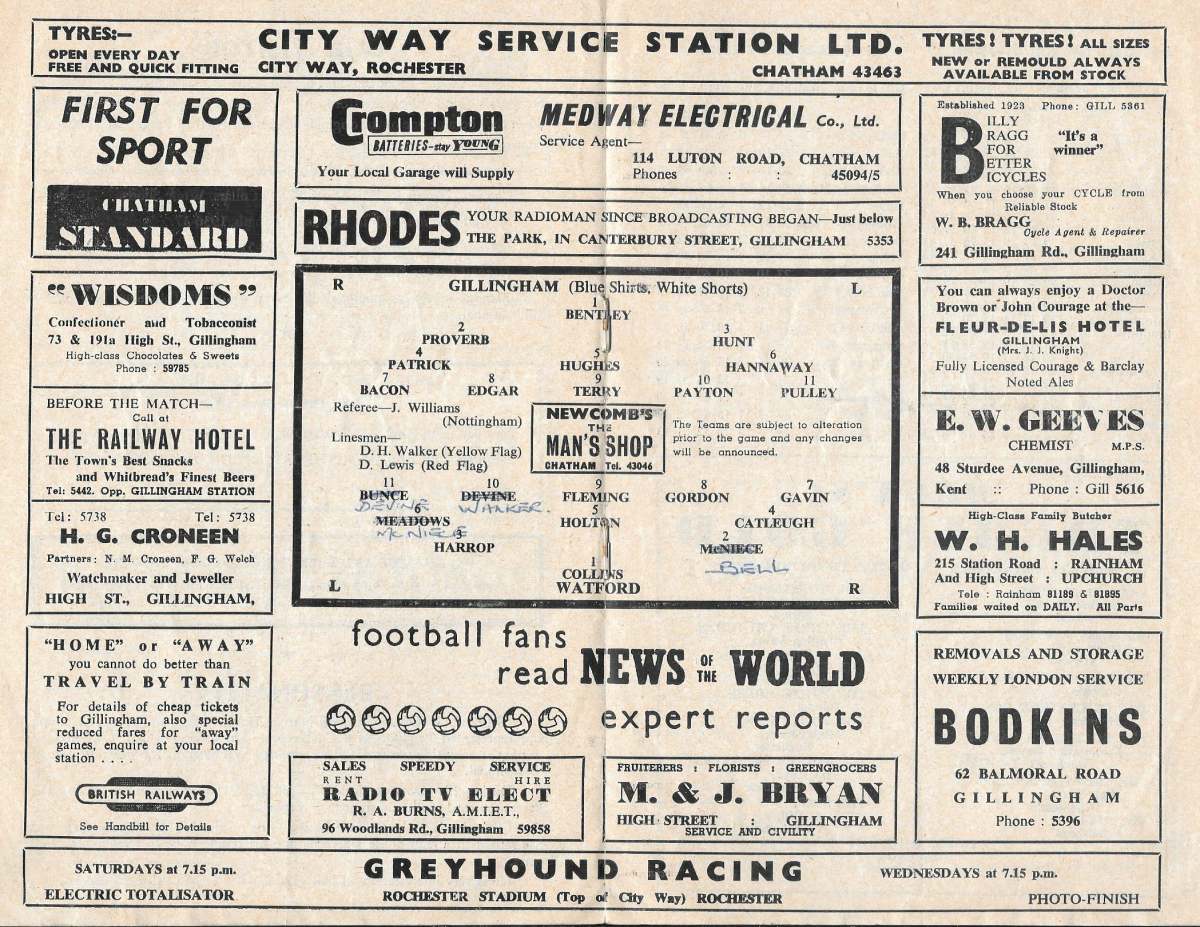 TYRES:—
OPEN EVERY DAY
FREE AND QUICK FITTING
CITY WAY SERVICE STATION LTD.
CITY WAY, ROCHESTER
CHATHAM 43463
TYRES! TYRES! ALL SIZES
NEW or REMOULD ALWAYS
AVAILABLE FROM STOCK
FIRST FOR
SPORT
CHATHAM
STANDARD
Crompton
BATTERIES-stay YOUNG
Your Local Garage will Supply
MEDWAY ELECTRICAL Co., Ltd.
Service Agent—
114 LUTON ROAD, CHATHAM
Phones : : 45094/5
RHODES
YOUR RADIOMAN SINCE BROADCASTING BEGAN—Just below
THE PARK, IN CANTERBURY STREET, GILLINGHAM 5353
Established 1923 Phone: GILL 5361
BILLY
BRAGG
FOR
BETTER
BICYCLES
"It's a
winner"
When you choose your CYCLE from
Reliable Stock
W. B. BRAGG
Cycle Agent & Repairer
241 Gillingham Rd., Gillingham
"WISDOMS"
Confectioner and Tobacconist
73 & 191a High St., Gillingham
High-class Chocolates & Sweets
Phone : 59785
BEFORE THE MATCH—
Call at
THE RAILWAY HOTEL
The Town's Best Snacks
and Whitbread's Finest Beers
Tel: 5442. Opp. GILLINGHAM STATION
Tel: 5738 Tel: 5738
H. G. CRONEEN
Partners: N. M. Croneen, F. G. Welch
Watchmaker and Jeweller
HIGH ST., GILLINGHAM,
R GILLINGHAM (Blue Shirts, White Shorts) L
1
BENTLEY
2 3
PROVERB HUNT
4 5 6
PATRICK HUGHES HANNAWAY
7 8 9 10 11
BACON EDGAR TERRY PAYTON PULLEY
Referee—J. Williams
(Nottingham)
Linesmen—
D. H. Walker (Yellow Flag)
D. Lewis (Red Flag)
NEWCOMB'S
THE
MAN'S SHOP
CHATHAM Tel. 43046
The Teams are subject to alteration
prior to the game and any changes
will be announced.
11 10 9 8 7
BUNCE DEVINE FLEMING GORDON GAVIN
DEVINE WALKER.
6 5 4
MEADOWS HOLTON CATLEUGH
McNIECE
3 2
HARROP McNIECE
BELL
1
COLLINS
L WATFORD R
You can always enjoy a Doctor
Brown or John Courage at the—
FLEUR-DE-LIS HOTEL
GILLINGHAM
(Mrs. J. J. Knight)
Fully Licensed Courage & Barclay
Noted Ales
E. W. GEEVES
CHEMIST M.P.S.
48 Sturdee Avenue, Gillingham,
Kent :: Phone : Gill 5616
High-Class Family Butcher
W. H. HALES
215 Station Road : RAINHAM
And High Street : UPCHURCH
Tele : Rainham 81189 & 81895
Families waited on DAILY. All Parts
"HOME" or "AWAY"
you cannot do better than
TRAVEL BY TRAIN
For details of cheap tickets
to Gillingham, also special
reduced fares for "away"
games, enquire at your local
station . . . .
BRITISH RAILWAYS
See Handbill for Details
football fans
read NEWS OF THE WORLD
expert reports
SALES SPEEDY SERVICE
RENT HIRE
RADIO TV ELECT
R. A. BURNS, A.M.I.E.T.,
96 Woodlands Rd., Gillingham 59858
FRUITERERS : FLORISTS : GREENGROCERS
M. & J. BRYAN
HIGH STREET : GILLINGHAM
SERVICE AND CIVILITY
REMOVALS AND STORAGE
WEEKLY LONDON SERVICE
BODKINS
62 BALMORAL ROAD
GILLINGHAM
Phone : 5396
SATURDAYS at 7.15 p.m.
ELECTRIC TOTALISATOR
GREYHOUND RACING
ROCHESTER STADIUM (Top of City Way) ROCHESTER
WEDNESDAYS at 7.15 p.m.
PHOTO-FINISH